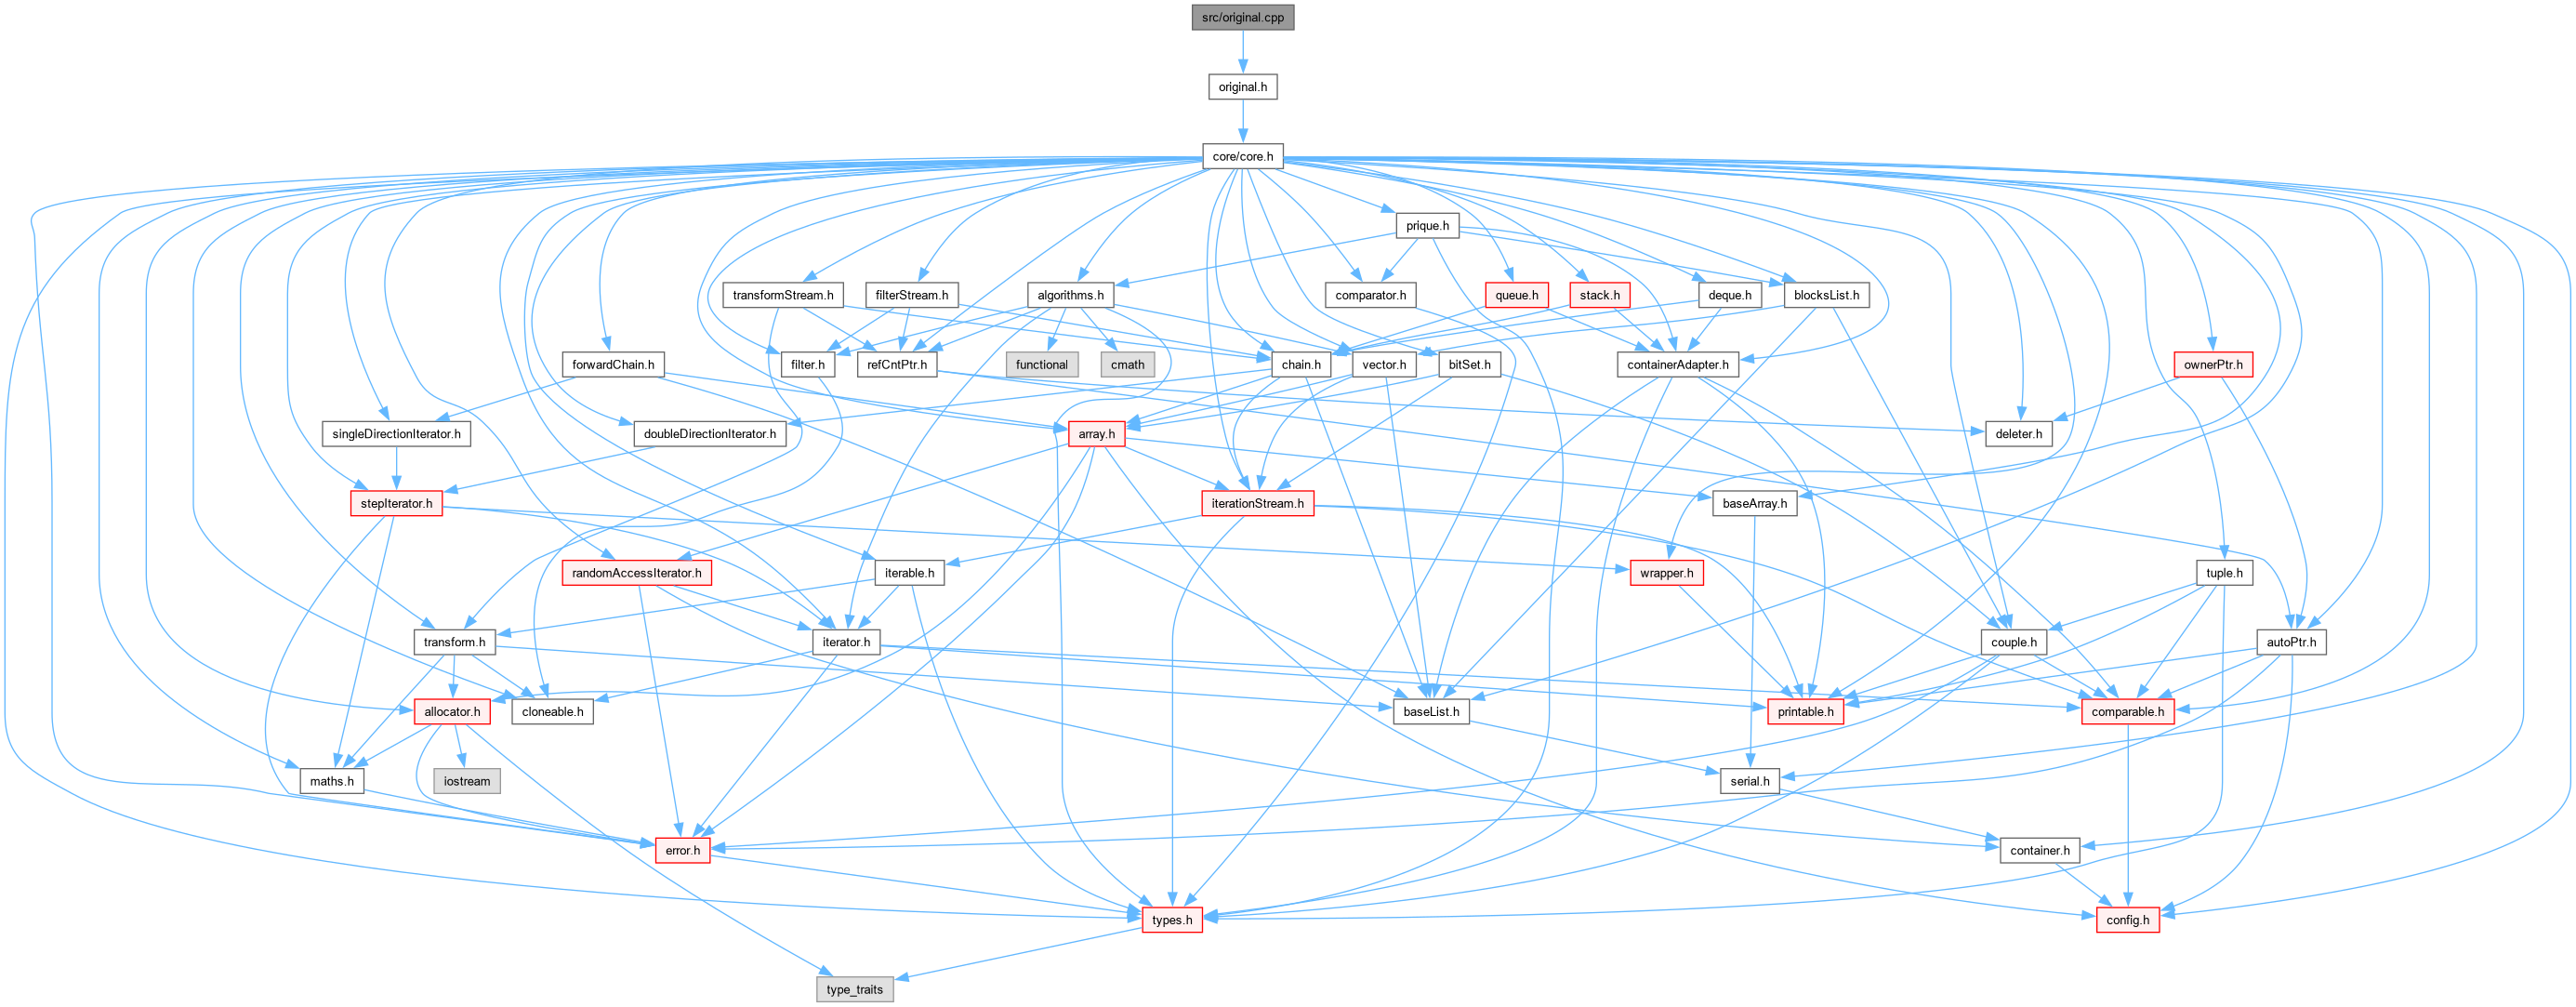 src/original.cpp
original.h
core/core.h
prique.h
transformStream.h
filterStream.h
algorithms.h
comparator.h
queue.h
stack.h
deque.h
blocksList.h
forwardChain.h
filter.h
refCntPtr.h
functional
cmath
chain.h
vector.h
bitSet.h
containerAdapter.h
ownerPtr.h
singleDirectionIterator.h
doubleDirectionIterator.h
array.h
deleter.h
stepIterator.h
iterationStream.h
baseArray.h
randomAccessIterator.h
iterable.h
wrapper.h
tuple.h
transform.h
iterator.h
couple.h
autoPtr.h
allocator.h
cloneable.h
baseList.h
printable.h
comparable.h
maths.h
iostream
serial.h
error.h
container.h
types.h
config.h
type_traits